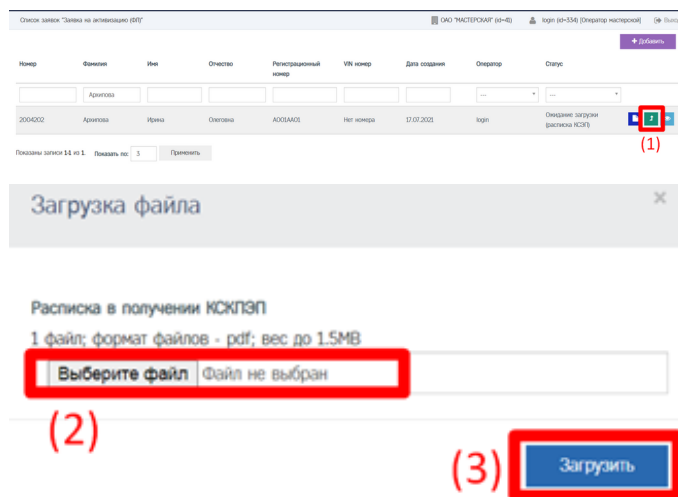 Список заявок "Заявка на активизацию (ФЛ)" ОАО "МАСТЕРСКАЯ" (id=41) login (id=334) [Оператор мастерской]
+ Добавить
Номер Фамилия Имя Отчество Регистрационный номер VIN номер Дата создания Оператор Статус
Архипова --- ---
2004202 Архипова Ирина Олеговна A001AA01 Нет номера 17.07.2021 login Ожидание загрузки (расписка КСЭП)
(1)
Показаны записи 1-1 из 1. Показать по: 3 Применить
Загрузка файла ×
Расписка в получении КСКПЭП
1 файл; формат файлов - pdf; вес до 1.5MB
Выберите файл Файл не выбран
(2)
(3) Загрузить